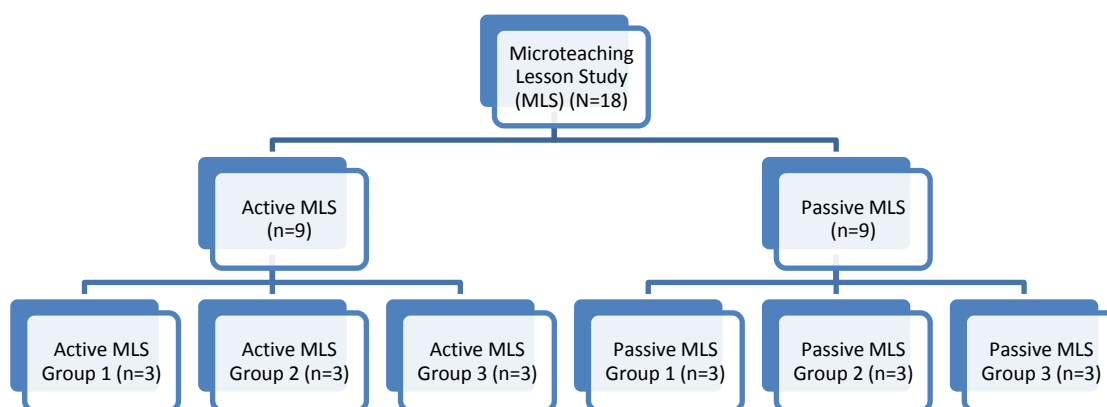 Microteaching
Lesson Study
(MLS) (N=18)
Active MLS
(n=9)
Passive MLS
(n=9)
Active MLS
Group 1 (n=3)
Active MLS
Group 2 (n=3)
Active MLS
Group 3 (n=3)
Passive MLS
Group 1 (n=3)
Passive MLS
Group 2 (n=3)
Passive MLS
Group 3 (n=3)